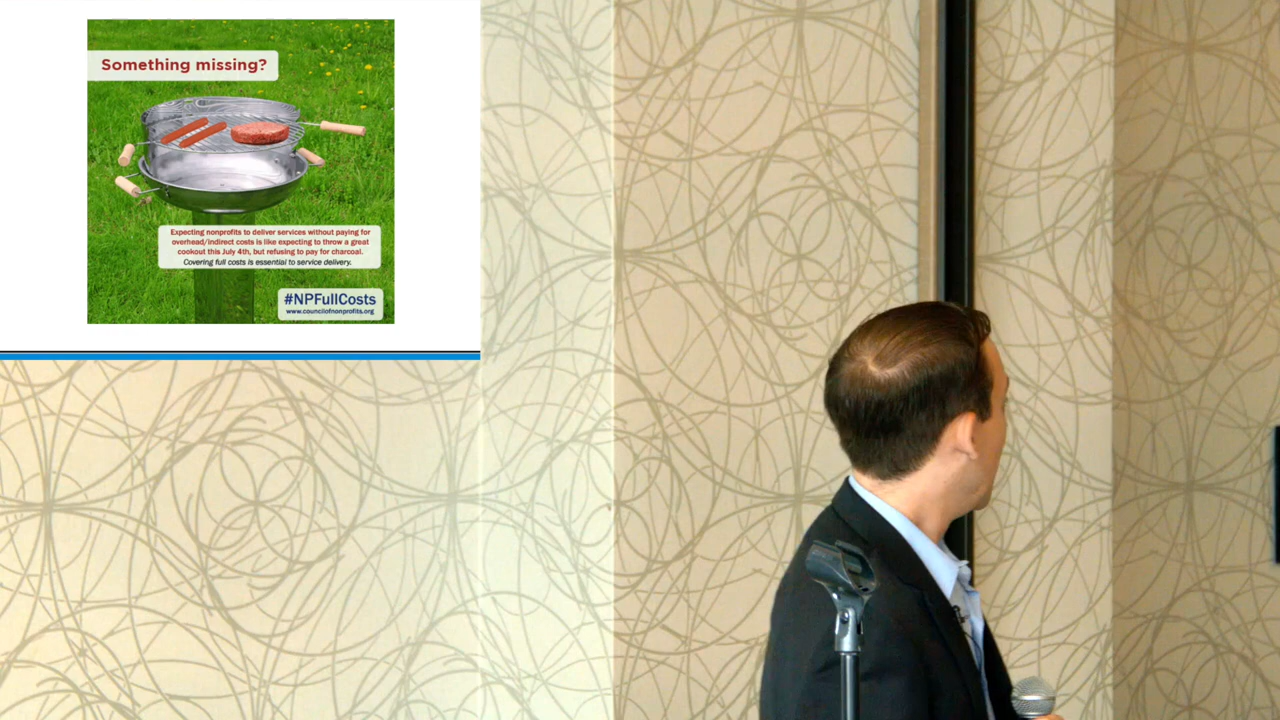 Something missing?
Expecting nonprofits to deliver services without paying for
overhead/indirect costs is like expecting to throw a great
cookout this July 4th, but refusing to pay for charcoal.
Covering full costs is essential to service delivery.
#NPFullCosts
www.councilofnonprofits.org